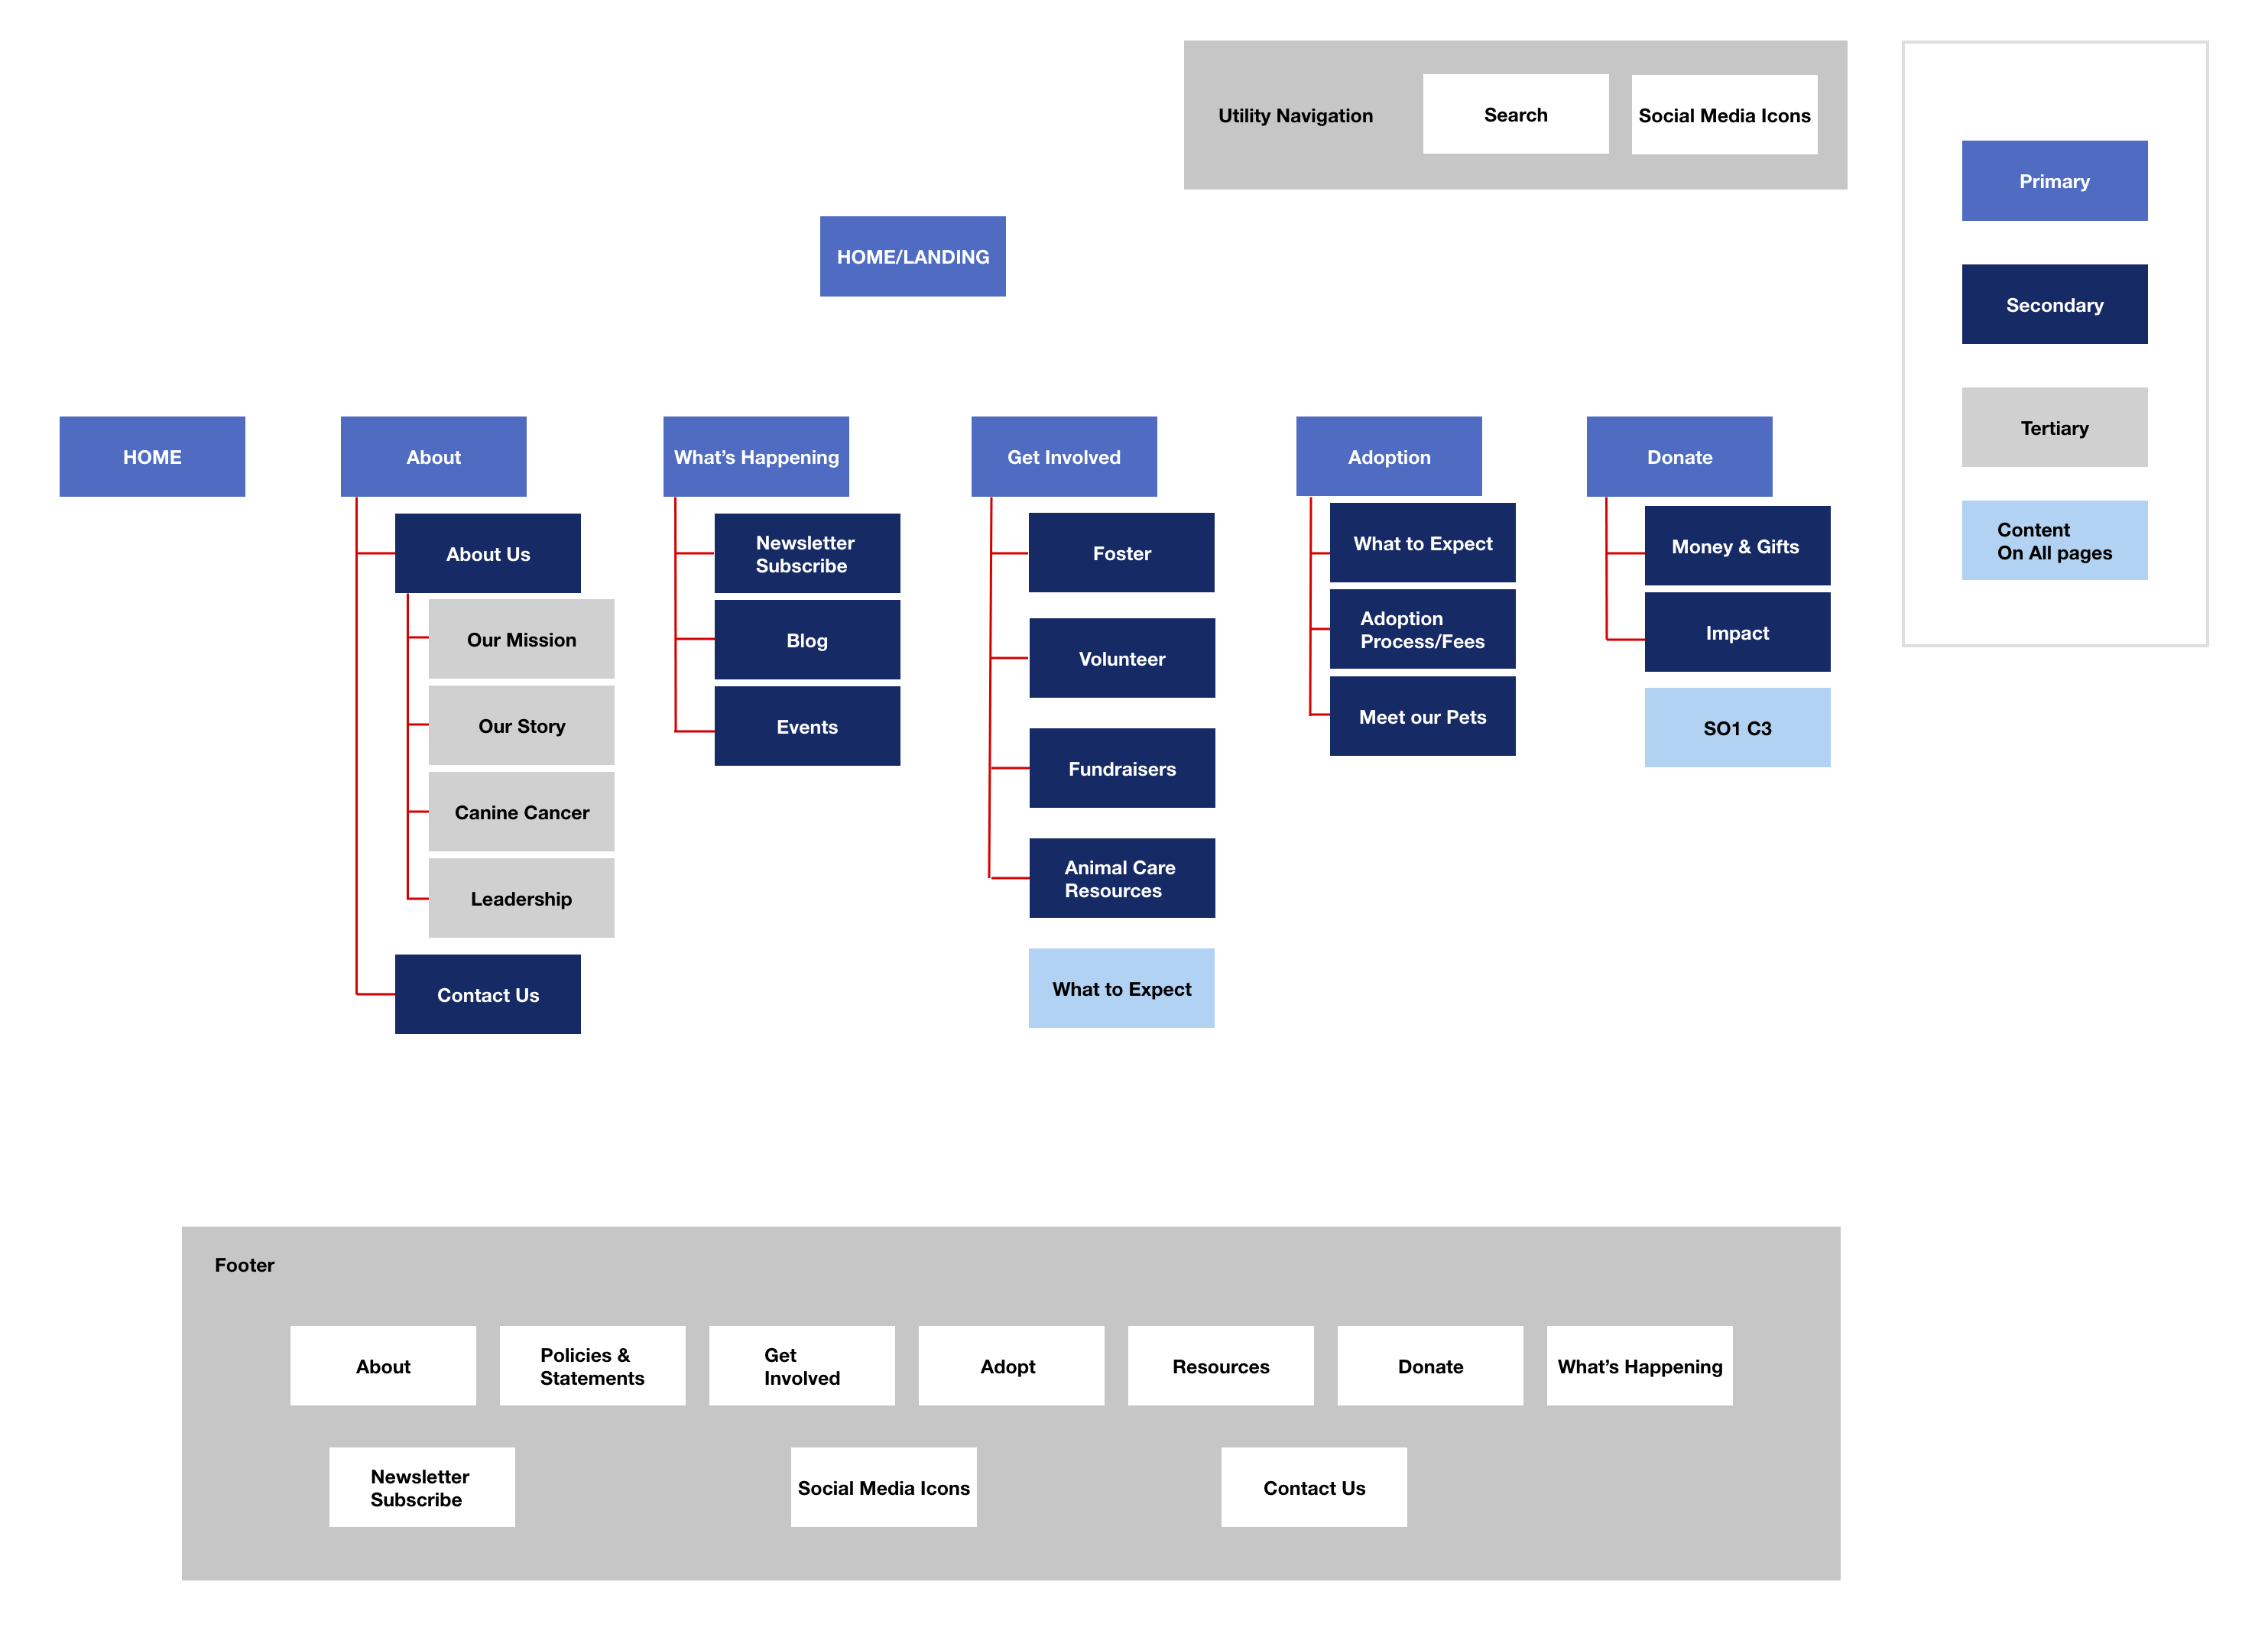 Utility Navigation
Search
Social Media Icons
Primary
Secondary
Tertiary
Content
On All pages
HOME/LANDING
HOME
About
What’s Happening
Get Involved
Adoption
Donate
About Us
Our Mission
Our Story
Canine Cancer
Leadership
Contact Us
Newsletter
Subscribe
Blog
Events
Foster
Volunteer
Fundraisers
Animal Care
Resources
What to Expect
What to Expect
Adoption
Process/Fees
Meet our Pets
Money & Gifts
Impact
SO1 C3
Footer
About
Policies &
Statements
Get
Involved
Adopt
Resources
Donate
What’s Happening
Newsletter
Subscribe
Social Media Icons
Contact Us